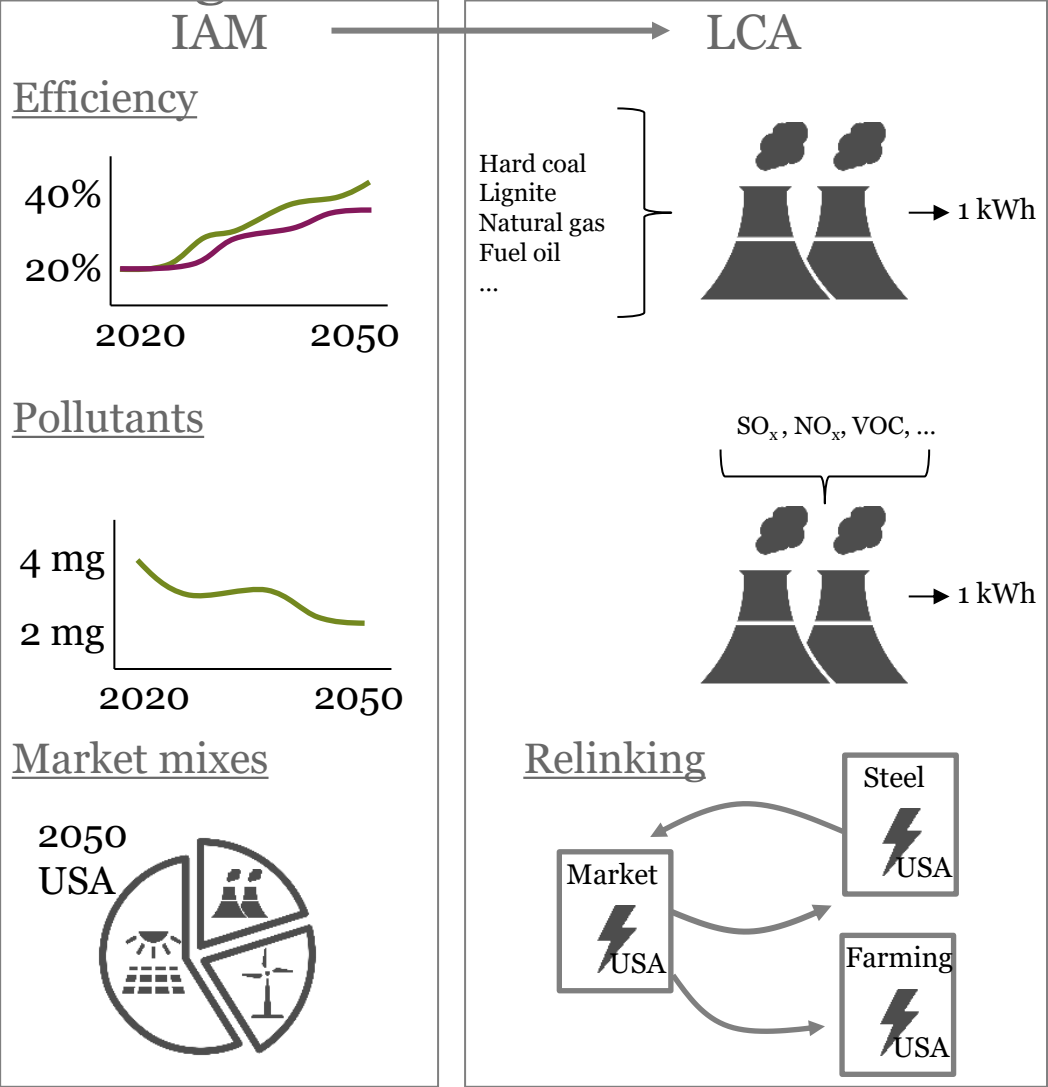 IAM
LCA
Efficiency
40%
20%
2020
2050
Hard coal
Lignite
Natural gas
Fuel oil
...
1 kWh
Pollutants
4 mg
2 mg
2020
2050
SOx, NOx, VOC, ...
1 kWh
Market mixes
2050
USA
Relinking
Steel
USA
Market
USA
Farming
USA